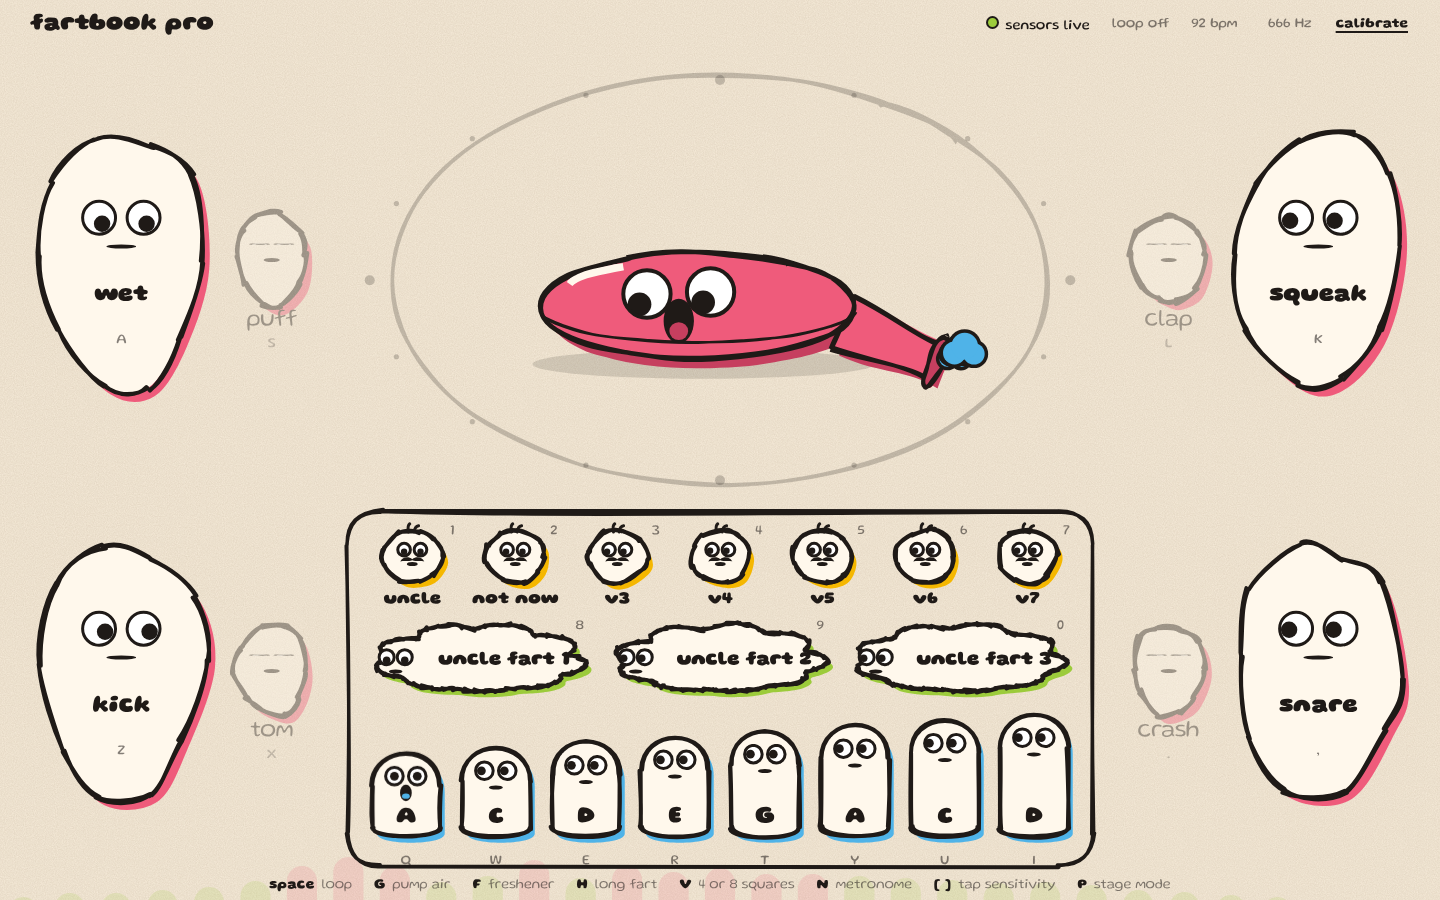 fartbook pro
sensors live loop off 92 bpm 666 Hz calibrate
wet
A
puff
S
clap
L
squeak
K
1 2 3 4 5 6 7
uncle not now v3 v4 v5 v6 v7
8 9 0
uncle fart 1 uncle fart 2 uncle fart 3
kick
Z
tom
X
crash
.
snare
,
A C D E G A C D
Q W E R T Y U I
space loop G pump air F freshener H long fart V 4 or 8 squares N metronome [ ] tap sensitivity P stage mode